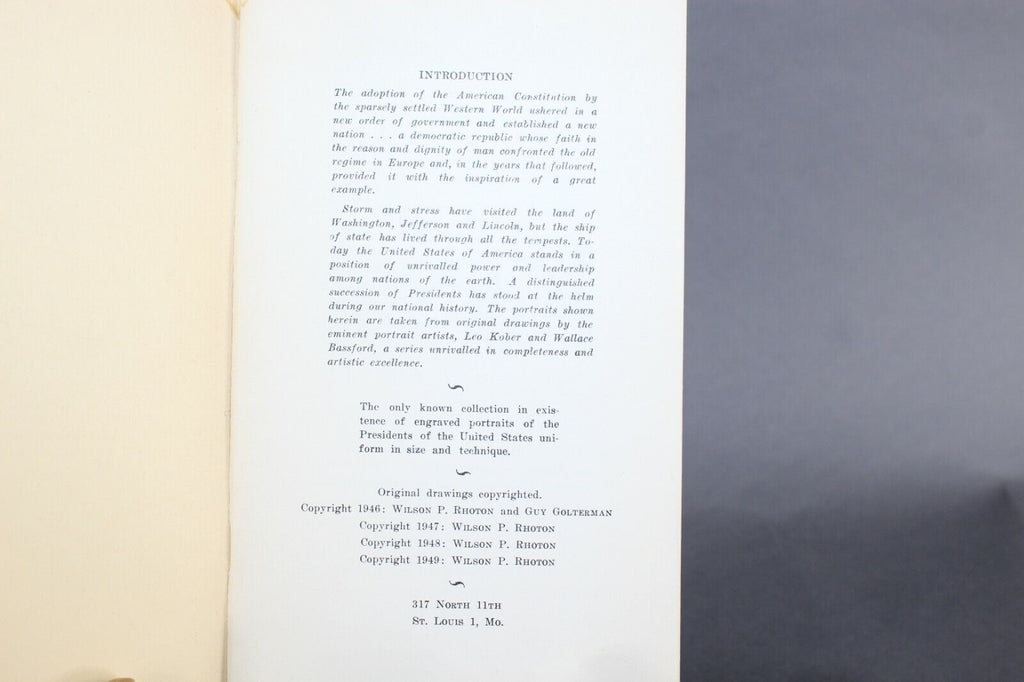 INTRODUCTION
The adoption of the American Constitution by
the sparsely settled Western World ushered in a
new order of government and established a new
nation . . . a democratic republic whose faith in
the reason and dignity of man confronted the old
regime in Europe and, in the years that followed,
provided it with the inspiration of a great
example.
Storm and stress have visited the land of
Washington, Jefferson and Lincoln, but the ship
of state has lived through all the tempests. To-
day the United States of America stands in a
position of unrivalled power and leadership
among nations of the earth. A distinguished
succession of Presidents has stood at the helm
during our national history. The portraits shown
herein are taken from original drawings by the
eminent portrait artists, Leo Kober and Wallace
Bassford, a series unrivalled in completeness and
artistic excellence.
The only known collection in exis-
tence of engraved portraits of the
Presidents of the United States uni-
form in size and technique.
Original drawings copyrighted.
Copyright 1946: WILSON P. RHOTON and GUY GOLTERMAN
Copyright 1947: WILSON P. RHOTON
Copyright 1948: WILSON P. RHOTON
Copyright 1949: WILSON P. RHOTON
317 NORTH 11TH
ST. LOUIS 1, MO.